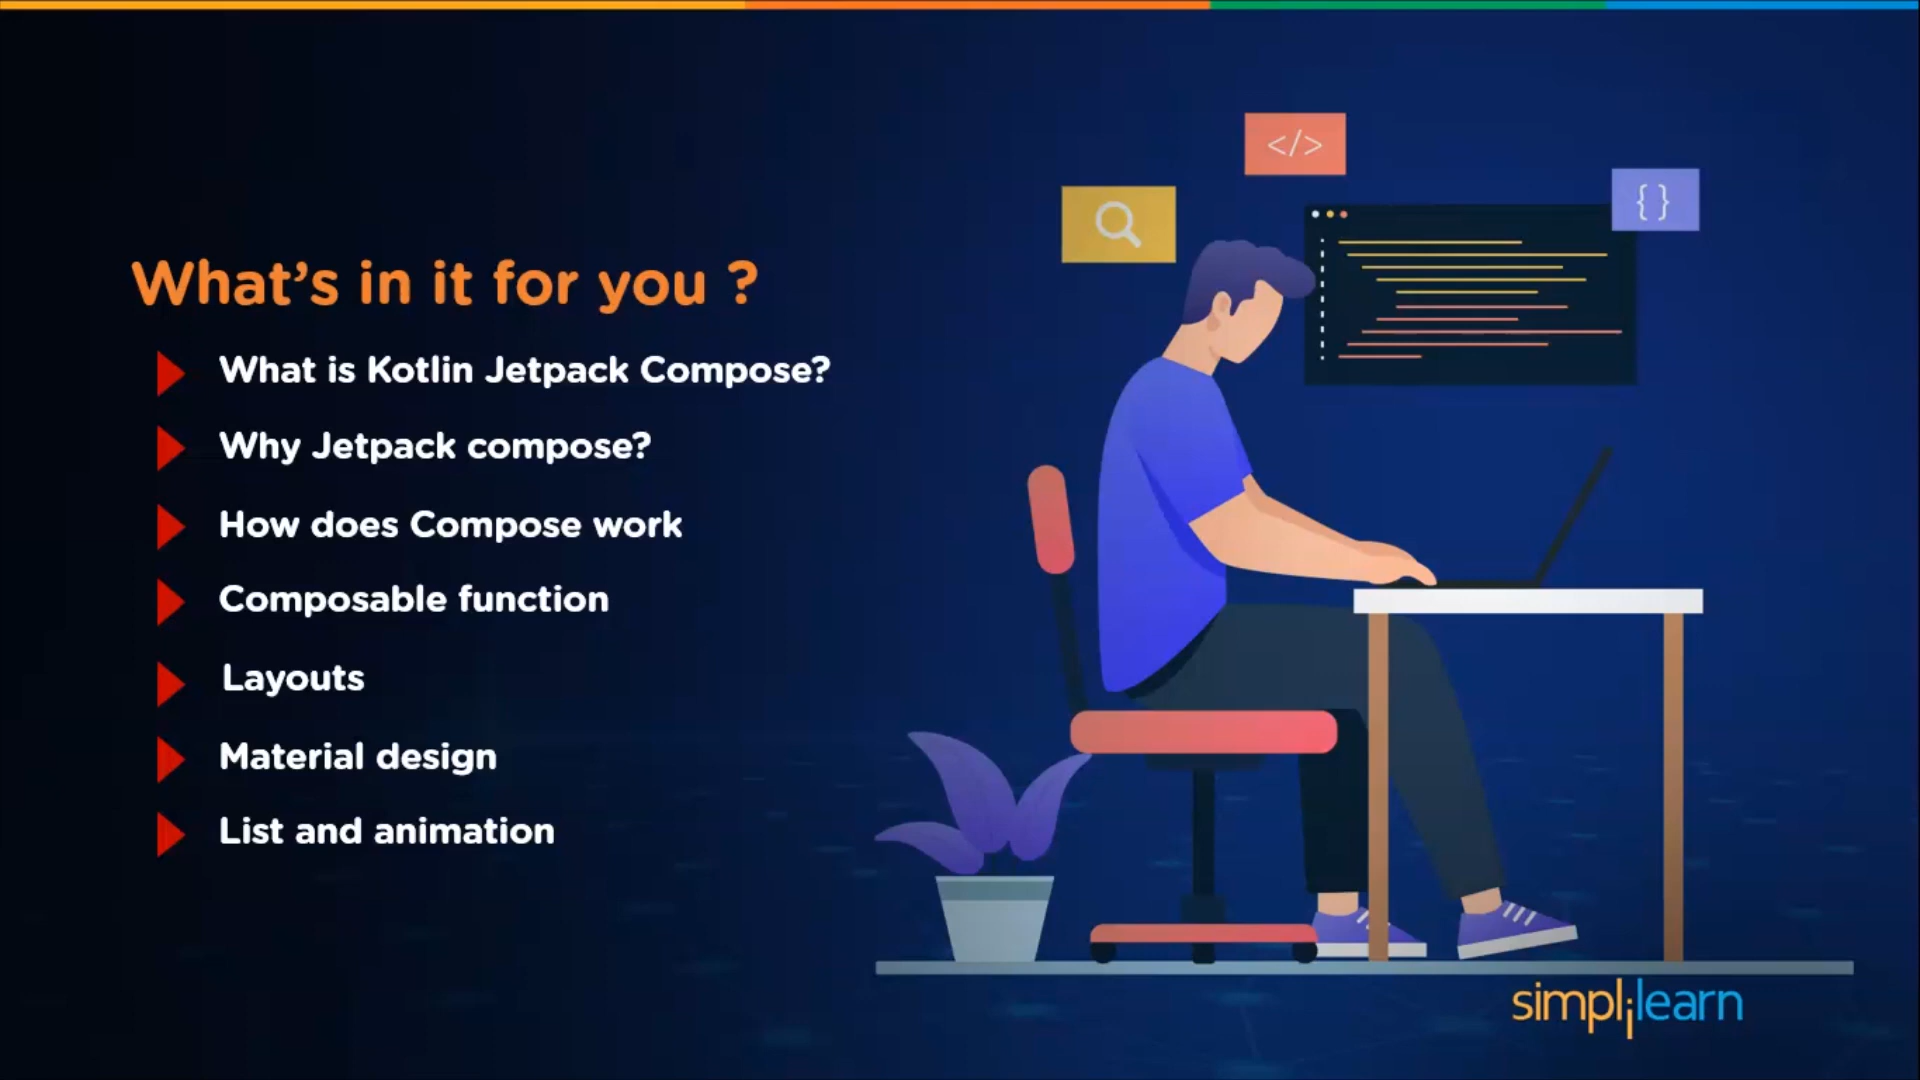 </>
{ }
What's in it for you ?
What is Kotlin Jetpack Compose?
Why Jetpack compose?
How does Compose work
Composable function
Layouts
Material design
List and animation
simplilearn